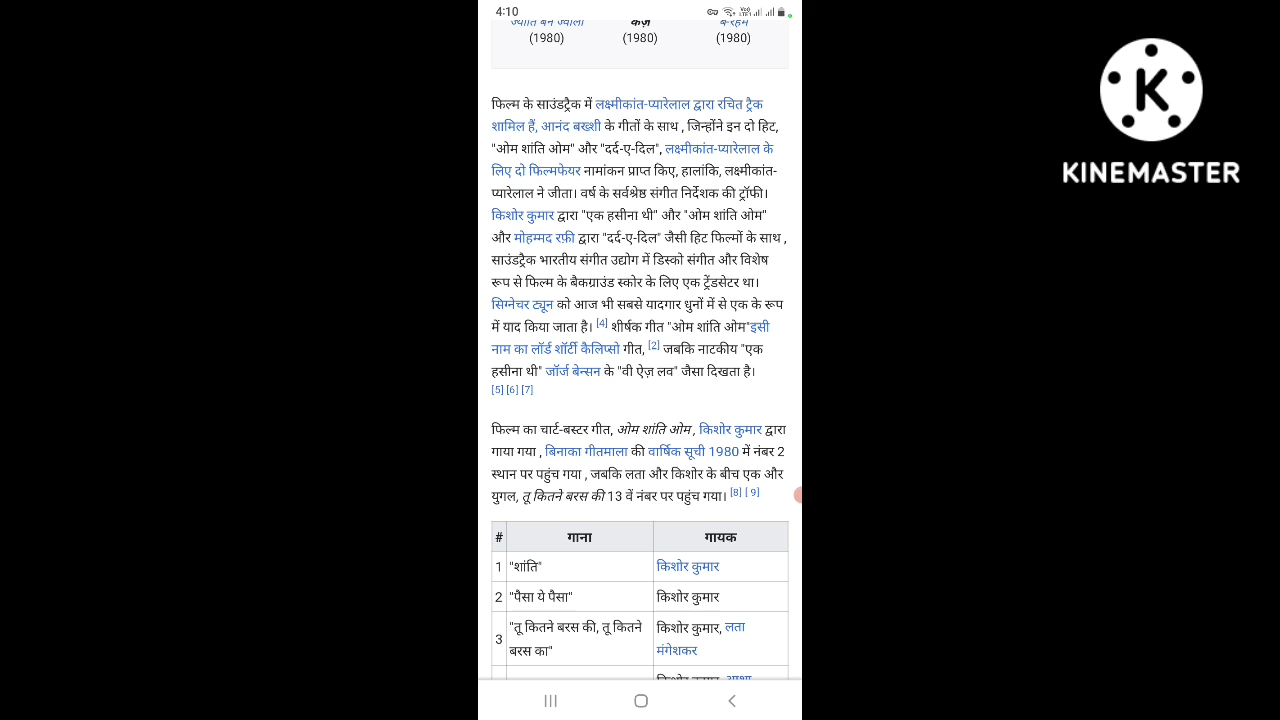 4:10
ज्योति बने ज्वाला कर्ज़ बे-रहम
(1980) (1980) (1980)
फिल्म के साउंडट्रैक में लक्ष्मीकांत-प्यारेलाल द्वारा रचित ट्रैक
शामिल हैं, आनंद बख्शी के गीतों के साथ , जिन्होंने इन दो हिट,
"ओम शांति ओम" और "दर्द-ए-दिल", लक्ष्मीकांत-प्यारेलाल के
लिए दो फिल्मफेयर नामांकन प्राप्त किए, हालांकि, लक्ष्मीकांत-
प्यारेलाल ने जीता। वर्ष के सर्वश्रेष्ठ संगीत निर्देशक की ट्रॉफी।
किशोर कुमार द्वारा "एक हसीना थी" और "ओम शांति ओम"
और मोहम्मद रफ़ी द्वारा "दर्द-ए-दिल" जैसी हिट फिल्मों के साथ ,
साउंडट्रैक भारतीय संगीत उद्योग में डिस्को संगीत और विशेष
रूप से फिल्म के बैकग्राउंड स्कोर के लिए एक ट्रेंडसेटर था।
सिग्नेचर ट्यून को आज भी सबसे यादगार धुनों में से एक के रूप
में याद किया जाता है। [4] शीर्षक गीत "ओम शांति ओम"इसी
नाम का लॉर्ड शॉर्टी कैलिप्सो गीत, [2] जबकि नाटकीय "एक
हसीना थी" जॉर्ज बेन्सन के "वी ऐज़ लव" जैसा दिखता है।
[5] [6] [7]
फिल्म का चार्ट-बस्टर गीत, ओम शांति ओम , किशोर कुमार द्वारा
गाया गया , बिनाका गीतमाला की वार्षिक सूची 1980 में नंबर 2
स्थान पर पहुंच गया , जबकि लता और किशोर के बीच एक और
युगल, तू कितने बरस की 13 वें नंबर पर पहुंच गया। [8] [ 9]
# गाना गायक
1 "शांति" किशोर कुमार
2 "पैसा ये पैसा" किशोर कुमार
3 "तू कितने बरस की, तू कितने
बरस का" किशोर कुमार, लता
मंगेशकर
किशोर कुमार, आशा
K
KINEMASTER